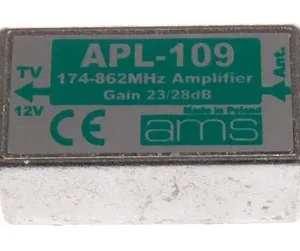 APL-109
TV
174-862MHz Amplifier
Ant.
12V
Gain 23/28dB
Made in Poland
CE ams